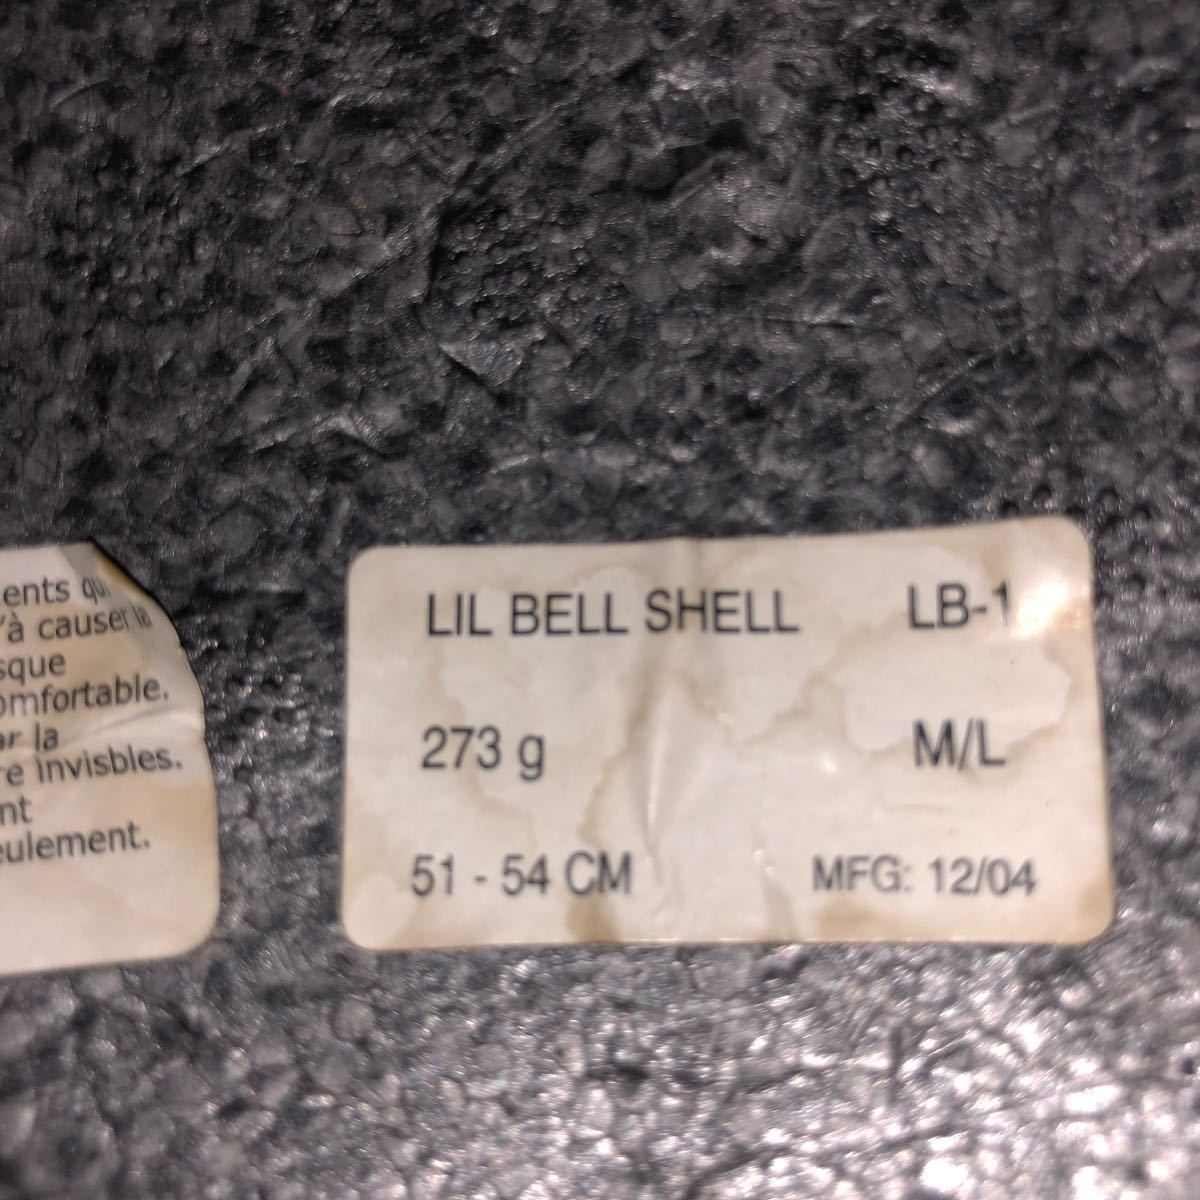 ents qu
'à causer la
sque
omfortable.
ar la
re invisbles.
nt
eulement.
LIL BELL SHELL LB-1
273 g M/L
51 - 54 CM MFG: 12/04